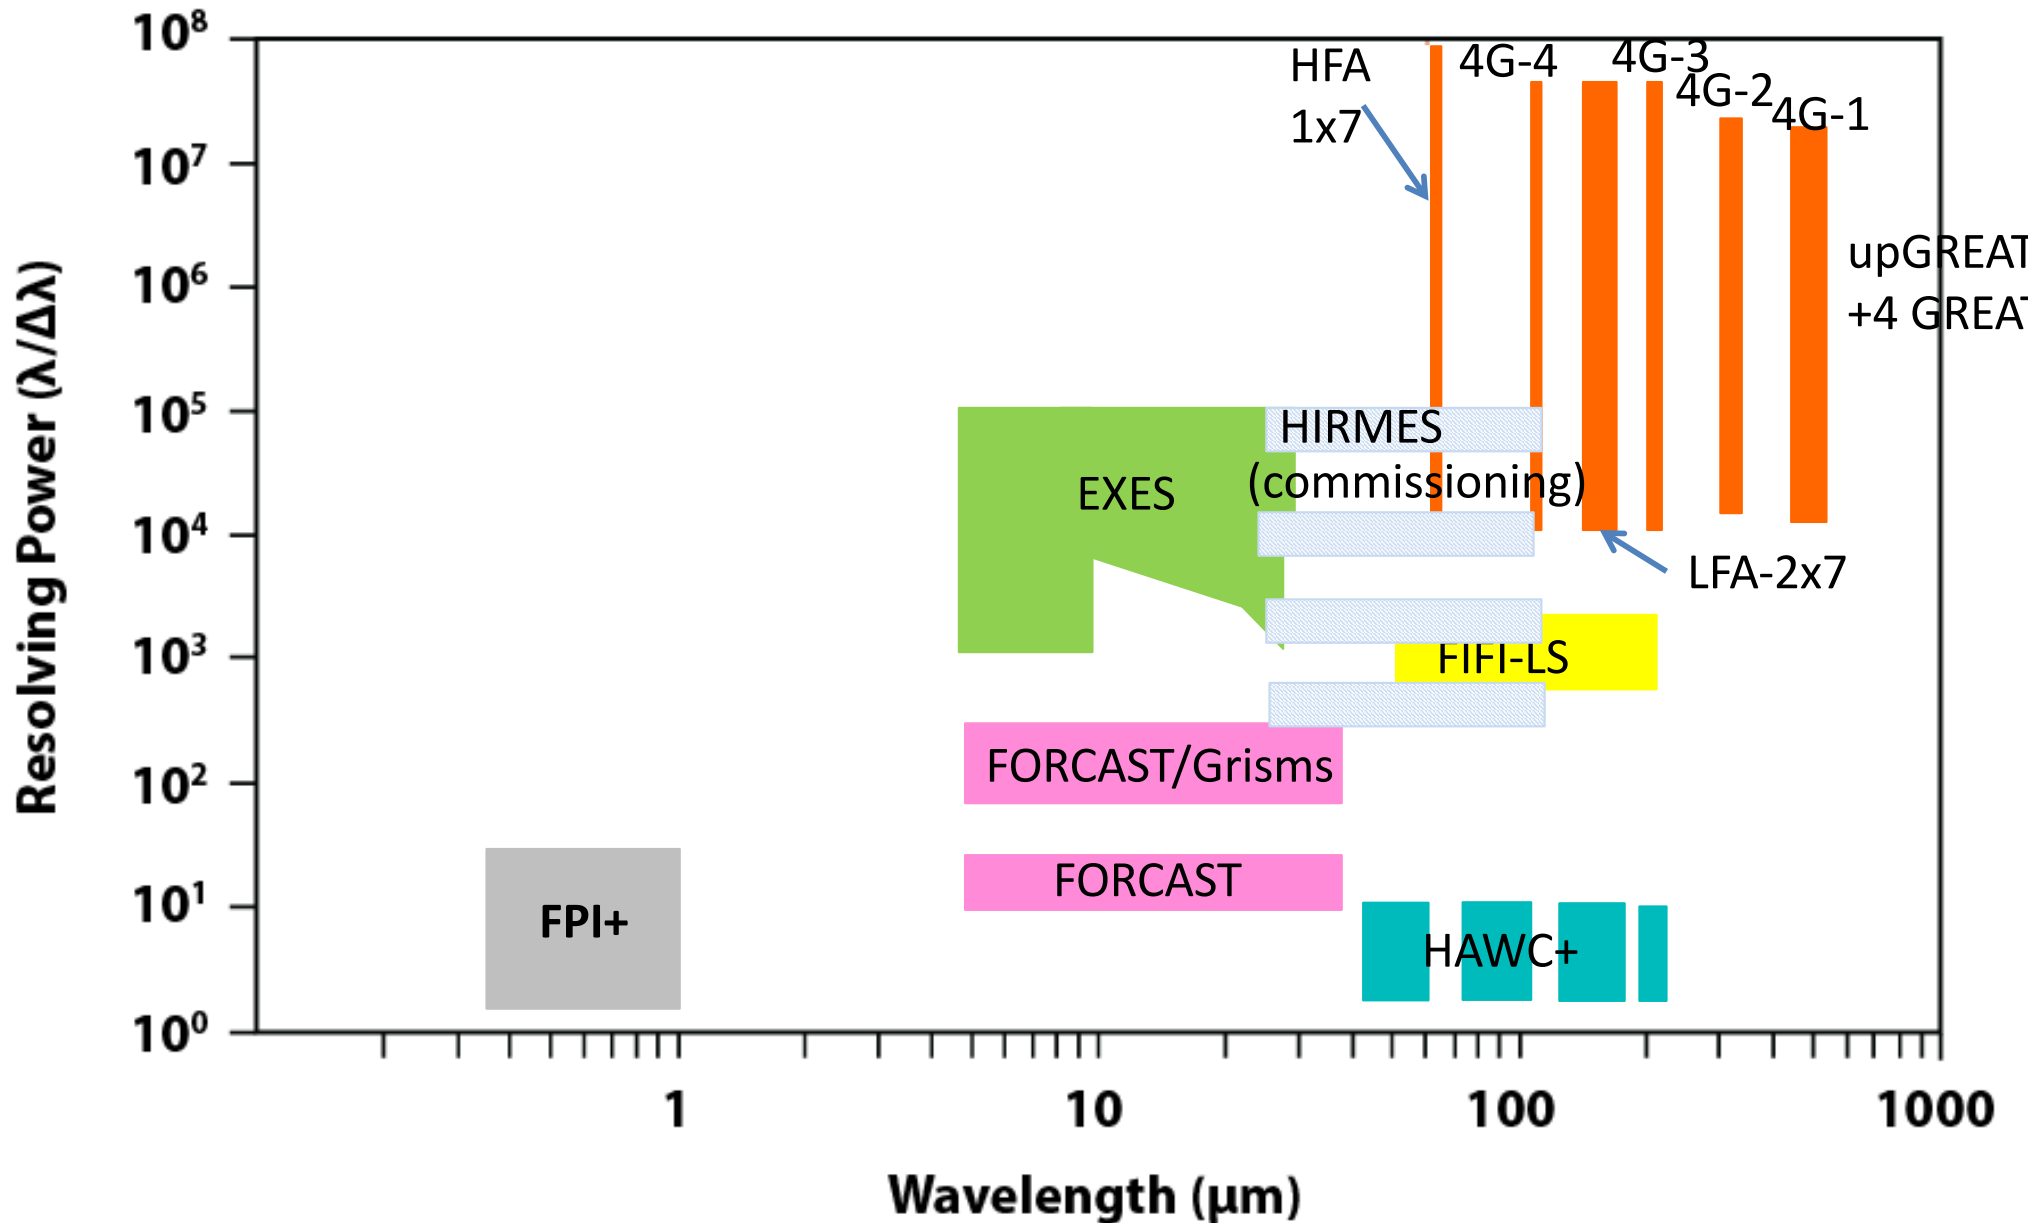 10⁸
10⁷
10⁶
10⁵
10⁴
10³
10²
10¹
10⁰
Resolving Power (λ/Δλ)
HFA
1x7
4G-4
4G-3
4G-2
4G-1
upGREAT
+4 GREAT
HIRMES
(commissioning)
EXES
LFA-2x7
FIFI-LS
FORCAST/Grisms
FORCAST
FPI+
HAWC+
1 10 100 1000
Wavelength (µm)